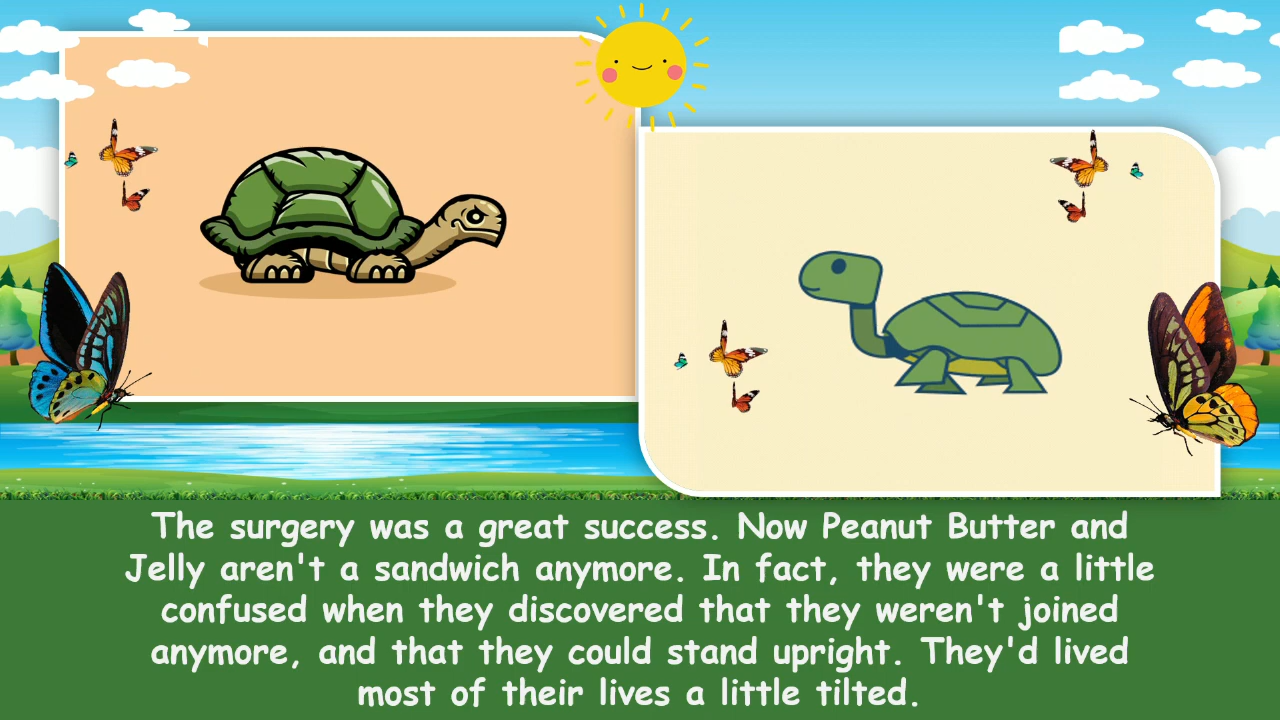 The surgery was a great success. Now Peanut Butter and
Jelly aren't a sandwich anymore. In fact, they were a little
confused when they discovered that they weren't joined
anymore, and that they could stand upright. They'd lived
most of their lives a little tilted.